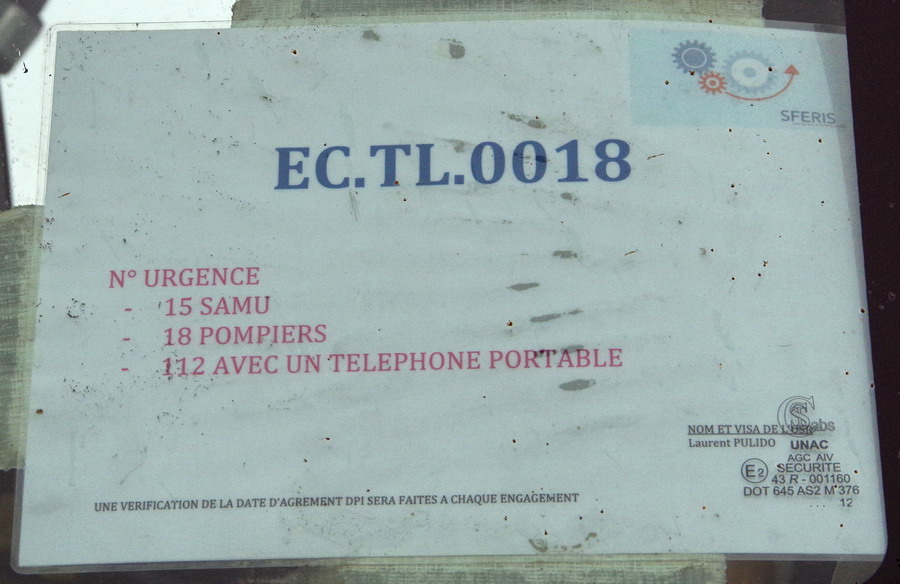 SFERIS
EC.TL.0018
N° URGENCE
- 15 SAMU
- 18 POMPIERS
- 112 AVEC UN TELEPHONE PORTABLE
NOM ET VISA DE L'USR
Laurent PULIDO
UNAC
AGC AIV
SECURITE
E2 43 R - 001160
DOT 645 AS2 M 376
... 12
UNE VERIFICATION DE LA DATE D'AGREMENT DPI SERA FAITES A CHAQUE ENGAGEMENT